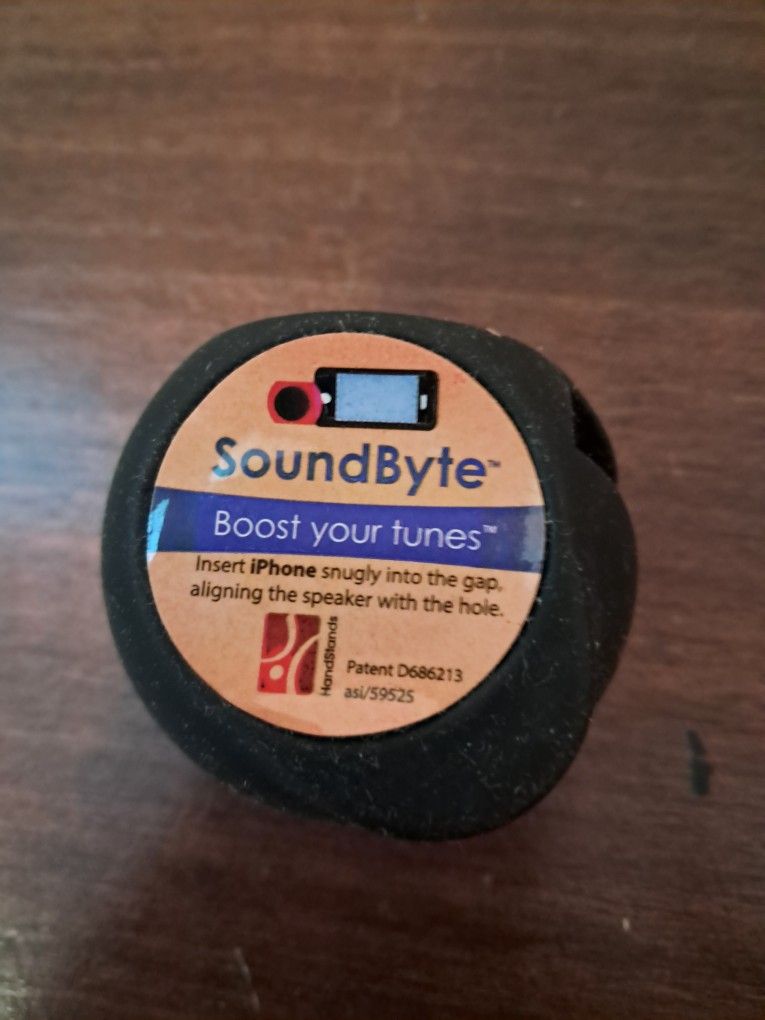 SoundByte™
Boost your tunes™
Insert iPhone snugly into the gap,
aligning the speaker with the hole.
HandStands
Patent D686213
asi/59525